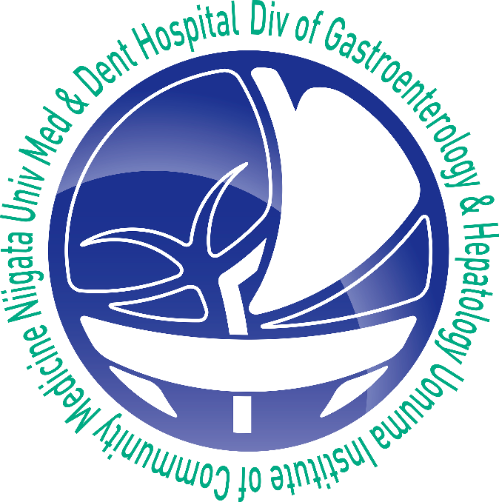 Niigata Univ Med & Dent Hospital Div of Gastroenterology & Hepatology Uonuma Institute of Community Medicine